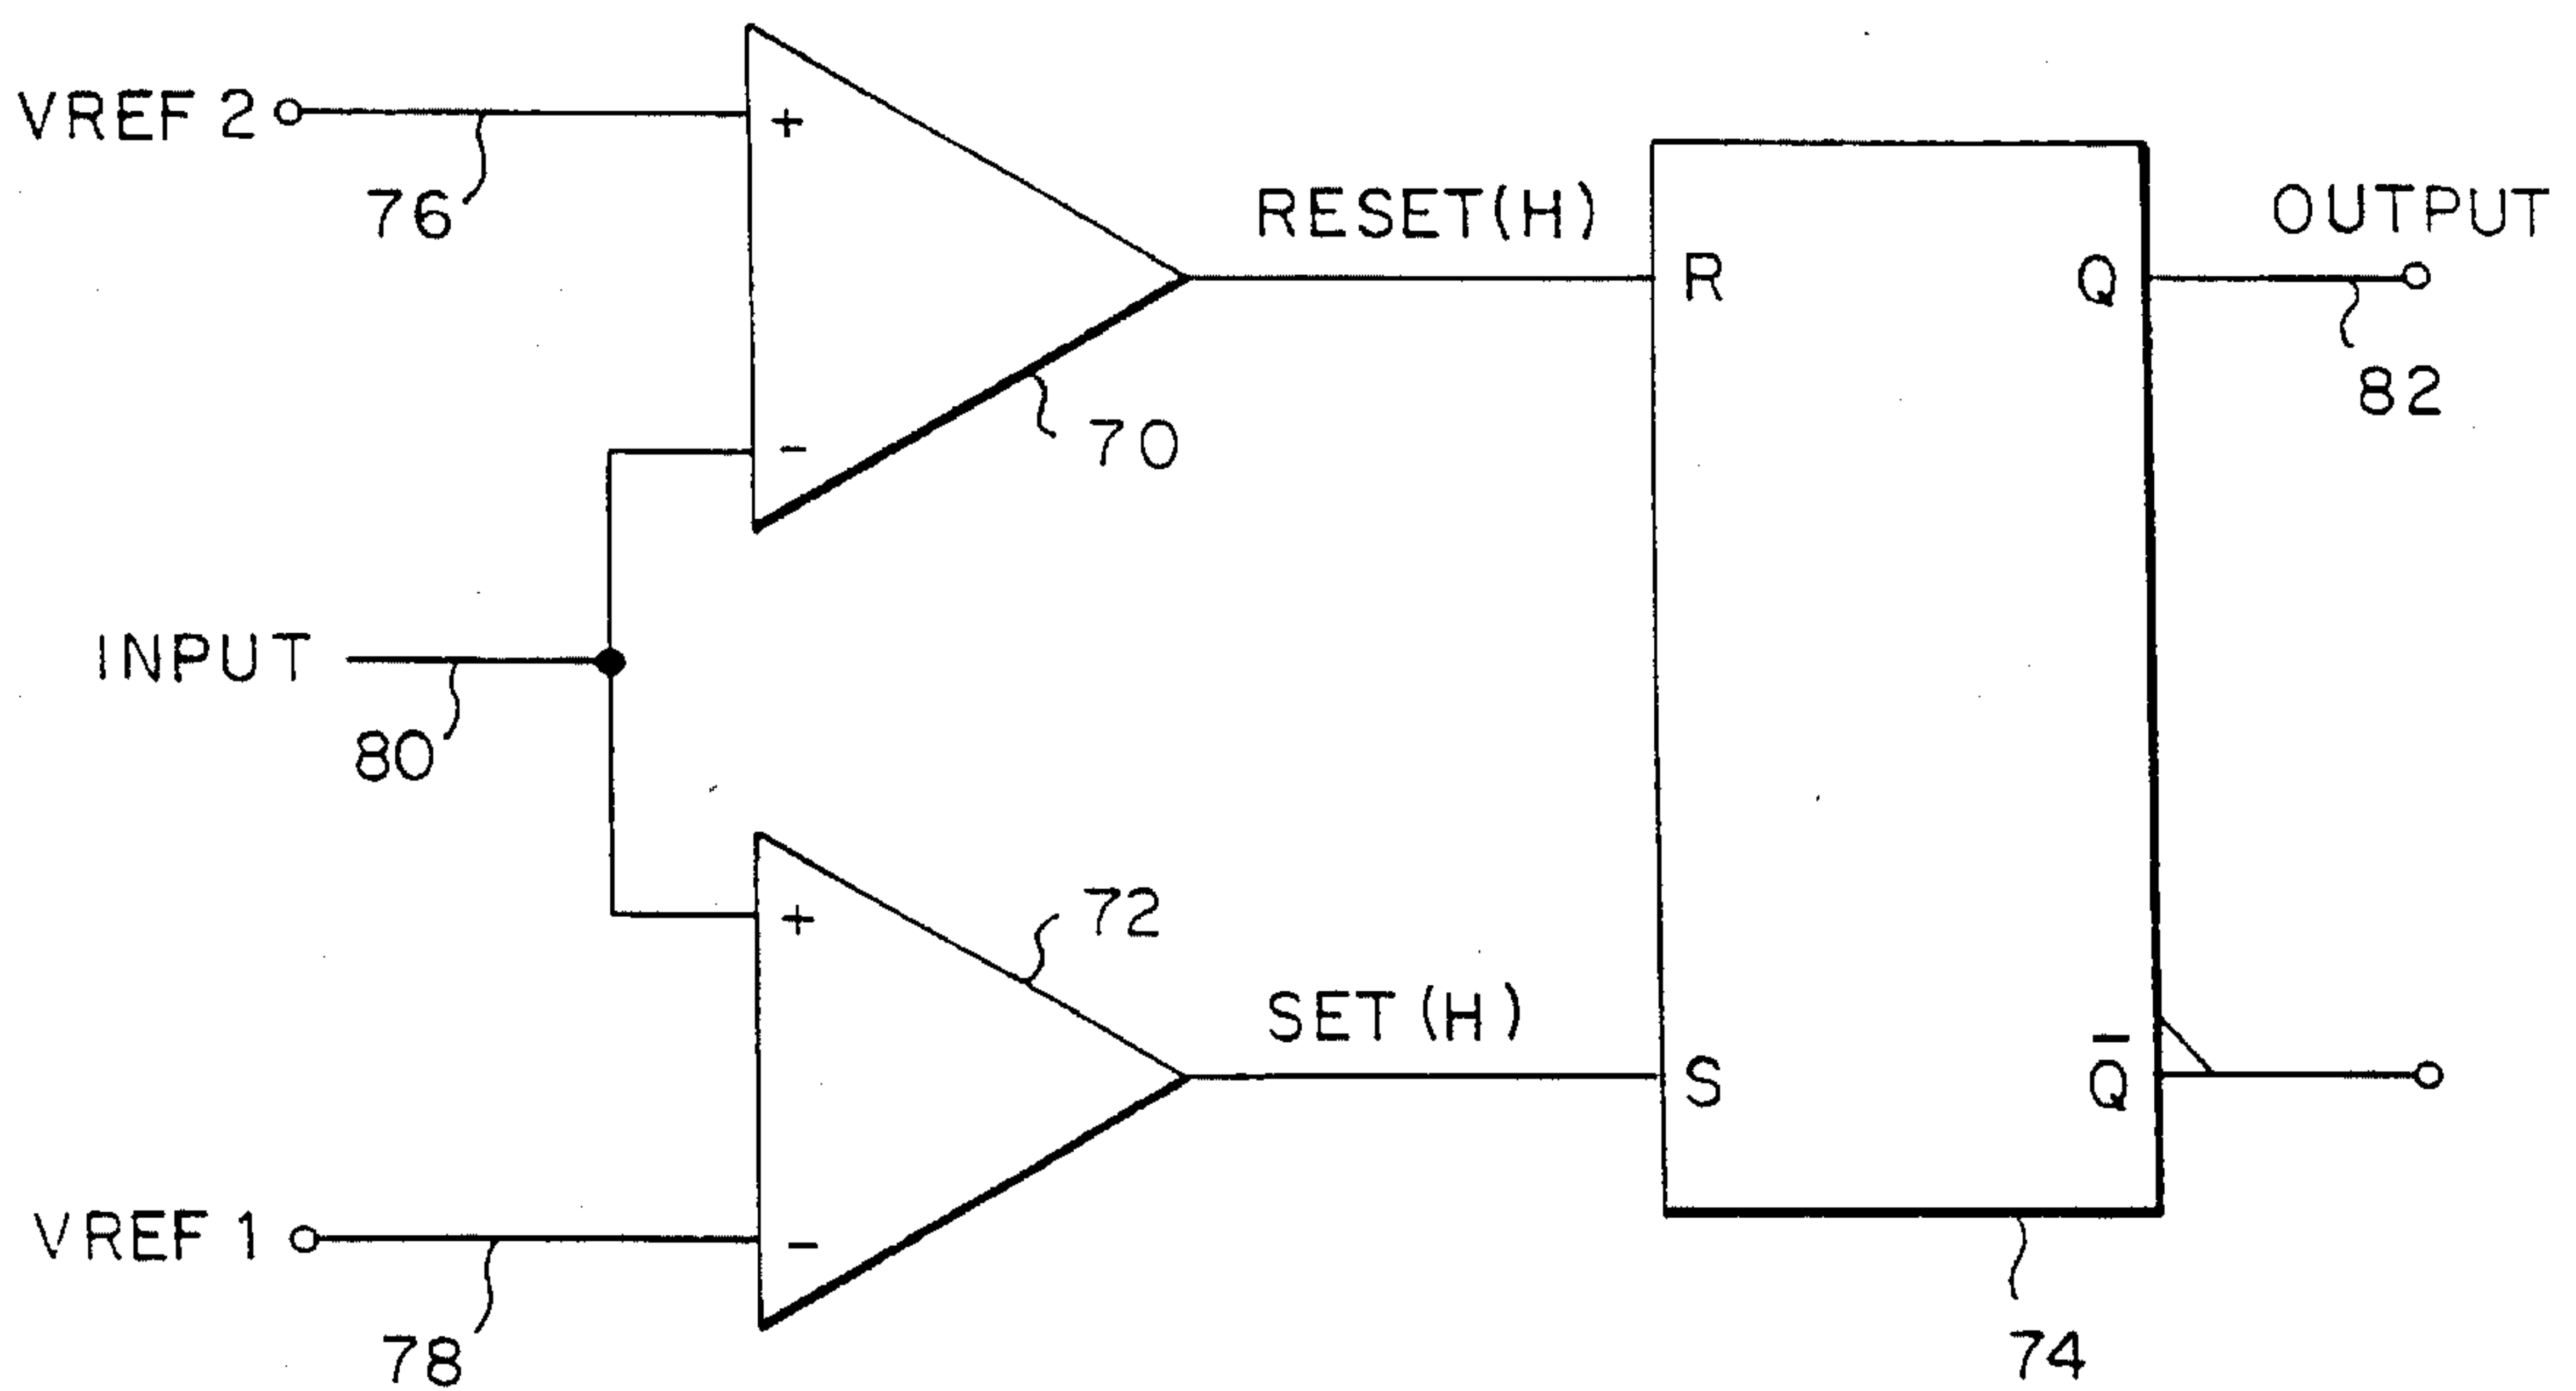 VREF 2
+
76
RESET(H)
OUTPUT
R
Q
82
-
70
INPUT
80
+
72
SET (H)
S
Q̅
VREF 1
-
78
74